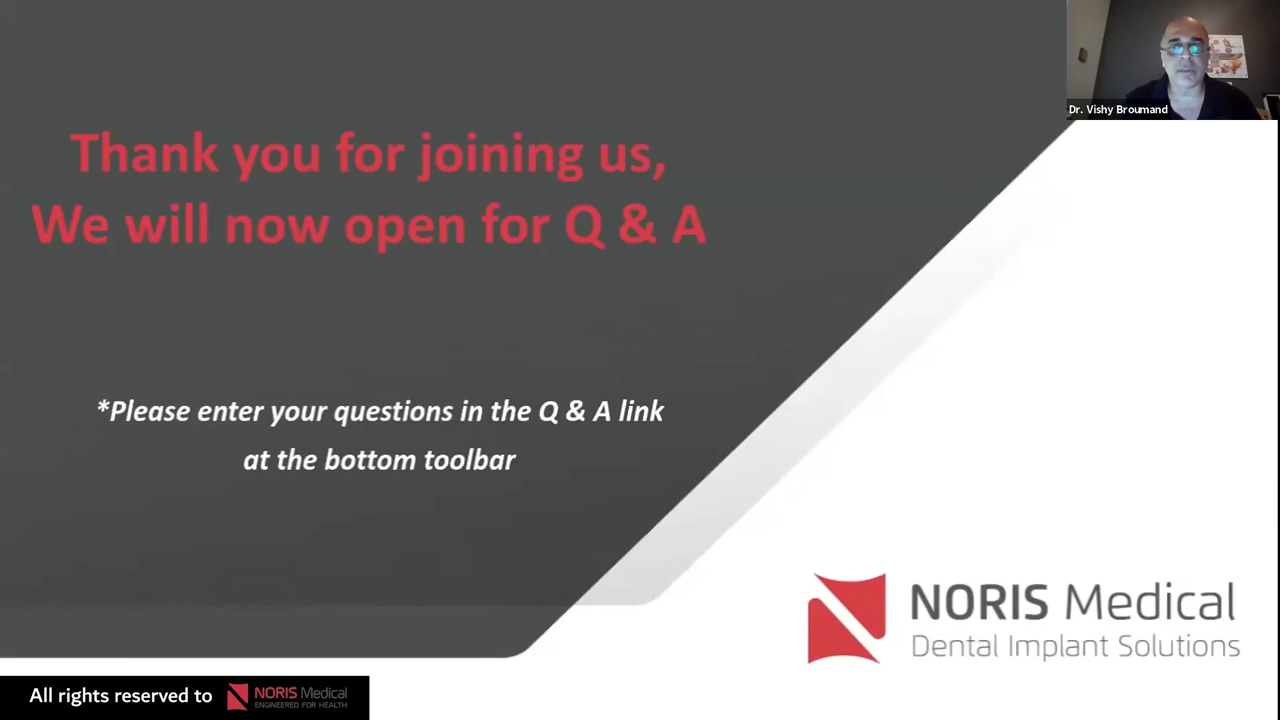 Dr. Vishy Broumand
Thank you for joining us,
We will now open for Q & A
*Please enter your questions in the Q & A link
at the bottom toolbar
NORIS Medical
Dental Implant Solutions
All rights reserved to
NORIS Medical
ENGINEERED FOR HEALTH